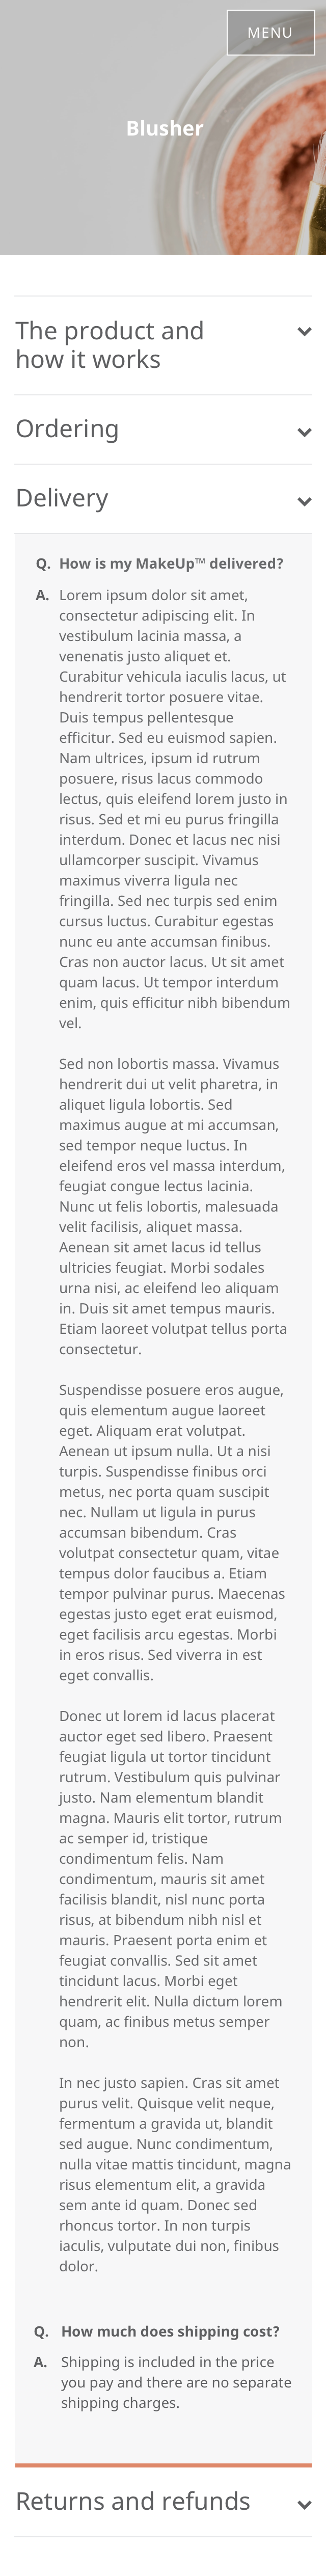 MENU
Blusher
The product and
how it works
Ordering
Delivery
Q. How is my MakeUp™ delivered?
A. Lorem ipsum dolor sit amet,
consectetur adipiscing elit. In
vestibulum lacinia massa, a
venenatis justo aliquet et.
Curabitur vehicula iaculis lacus, ut
hendrerit tortor posuere vitae.
Duis tempus pellentesque
efficitur. Sed eu euismod sapien.
Nam ultrices, ipsum id rutrum
posuere, risus lacus commodo
lectus, quis eleifend lorem justo in
risus. Sed et mi eu purus fringilla
interdum. Donec et lacus nec nisi
ullamcorper suscipit. Vivamus
maximus viverra ligula nec
fringilla. Sed nec turpis sed enim
cursus luctus. Curabitur egestas
nunc eu ante accumsan finibus.
Cras non auctor lacus. Ut sit amet
quam lacus. Ut tempor interdum
enim, quis efficitur nibh bibendum
vel.
Sed non lobortis massa. Vivamus
hendrerit dui ut velit pharetra, in
aliquet ligula lobortis. Sed
maximus augue at mi accumsan,
sed tempor neque luctus. In
eleifend eros vel massa interdum,
feugiat congue lectus lacinia.
Nunc ut felis lobortis, malesuada
velit facilisis, aliquet massa.
Aenean sit amet lacus id tellus
ultricies feugiat. Morbi sodales
urna nisi, ac eleifend leo aliquam
in. Duis sit amet tempus mauris.
Etiam laoreet volutpat tellus porta
consectetur.
Suspendisse posuere eros augue,
quis elementum augue laoreet
eget. Aliquam erat volutpat.
Aenean ut ipsum nulla. Ut a nisi
turpis. Suspendisse finibus orci
metus, nec porta quam suscipit
nec. Nullam ut ligula in purus
accumsan bibendum. Cras
volutpat consectetur quam, vitae
tempus dolor faucibus a. Etiam
tempor pulvinar purus. Maecenas
egestas justo eget erat euismod,
eget facilisis arcu egestas. Morbi
in eros risus. Sed viverra in est
eget convallis.
Donec ut lorem id lacus placerat
auctor eget sed libero. Praesent
feugiat ligula ut tortor tincidunt
rutrum. Vestibulum quis pulvinar
justo. Nam elementum blandit
magna. Mauris elit tortor, rutrum
ac semper id, tristique
condimentum felis. Nam
condimentum, mauris sit amet
facilisis blandit, nisl nunc porta
risus, at bibendum nibh nisl et
mauris. Praesent porta enim et
feugiat convallis. Sed sit amet
tincidunt lacus. Morbi eget
hendrerit elit. Nulla dictum lorem
quam, ac finibus metus semper
non.
In nec justo sapien. Cras sit amet
purus velit. Quisque velit neque,
fermentum a gravida ut, blandit
sed augue. Nunc condimentum,
nulla vitae mattis tincidunt, magna
risus elementum elit, a gravida
sem ante id quam. Donec sed
rhoncus tortor. In non turpis
iaculis, vulputate dui non, finibus
dolor.
Q. How much does shipping cost?
A. Shipping is included in the price
you pay and there are no separate
shipping charges.
Returns and refunds